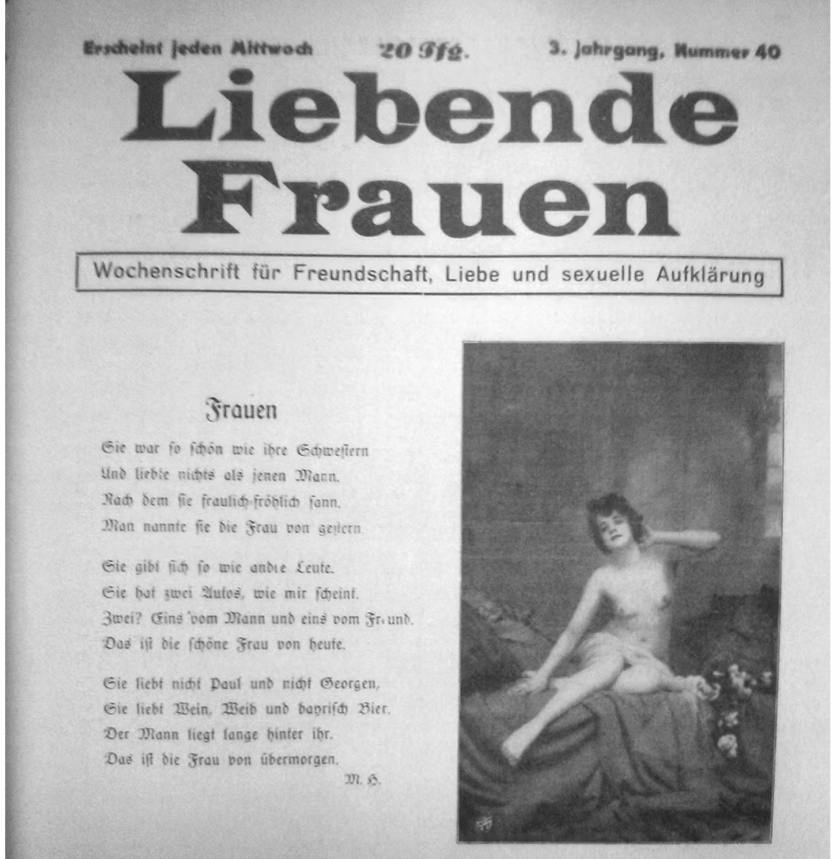 Erscheint jeden Mittwoch 20 Pfg. 3. Jahrgang, Nummer 40
Liebende
Frauen
Wochenschrift für Freundschaft, Liebe und sexuelle Aufklärung
Frauen
Sie war so schön wie ihre Schwestern
Und liebte nichts als jenen Mann.
Nach dem sie fraulich-fröhlich sann.
Man nannte sie die Frau von gestern
Sie gibt sich so wie andre Leute.
Sie hat zwei Autos, wie mir scheint.
Zwei? Eins vom Mann und eins vom Freund.
Das ist die schöne Frau von heute.
Sie liebt nicht Paul und nicht Georgen.
Sie liebt Wein, Weib und bayrisch Bier.
Der Mann liegt lange hinter ihr.
Das ist die Frau von übermorgen.
M. H.